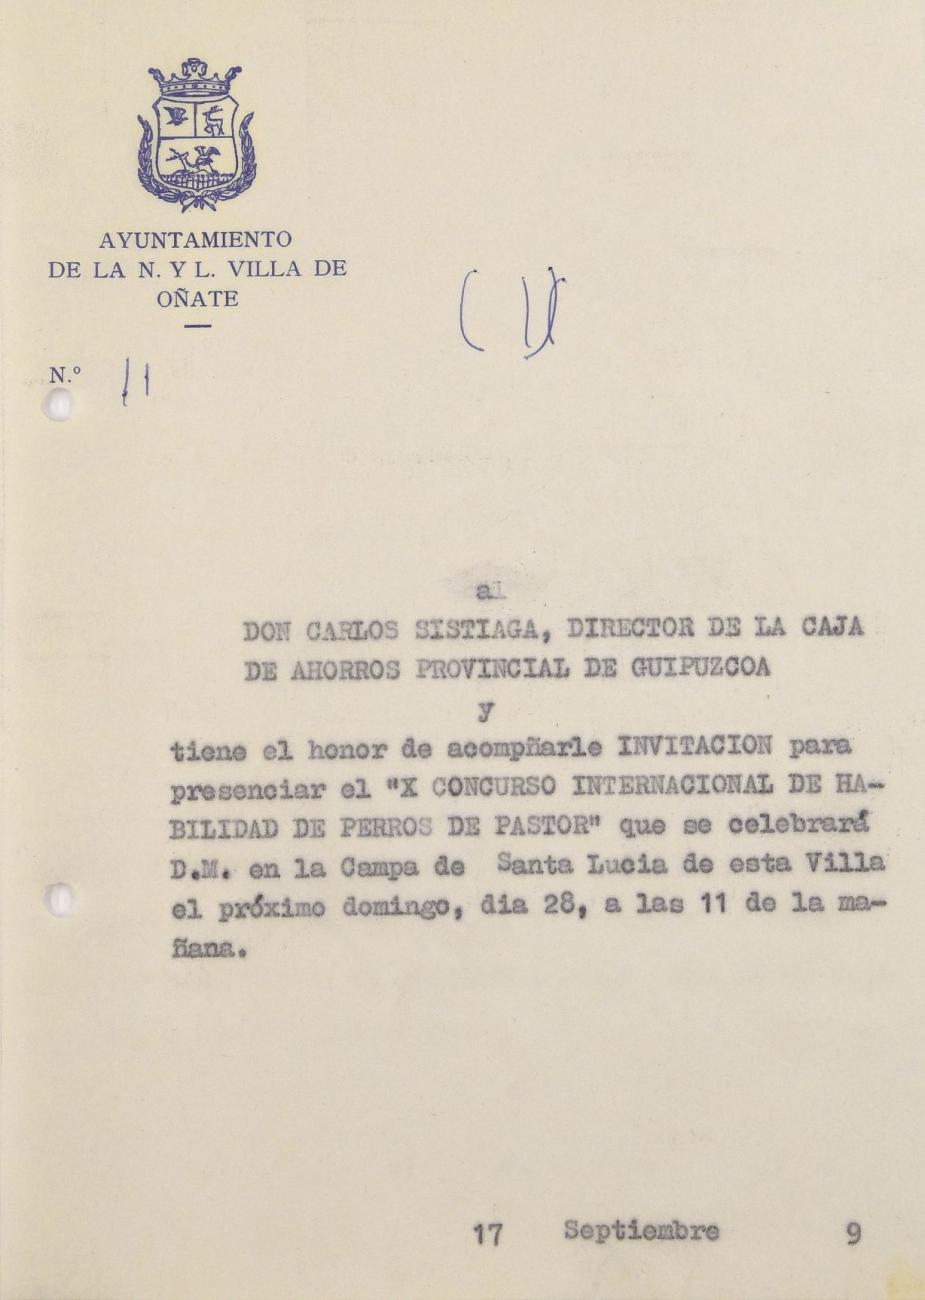 AYUNTAMIENTO
DE LA N. Y L. VILLA DE
OÑATE
N.º 11
al
DON CARLOS SISTIAGA, DIRECTOR DE LA CAJA
DE AHORROS PROVINCIAL DE GUIPUZCOA
y
tiene el honor de acompñarle INVITACION para
presenciar el "X CONCURSO INTERNACIONAL DE HA-
BILIDAD DE PERROS DE PASTOR" que se celebrará
D.M. en la Campa de Santa Lucia de esta Villa
el próximo domingo, dia 28, a las 11 de la ma-
ñana.
17 Septiembre 9